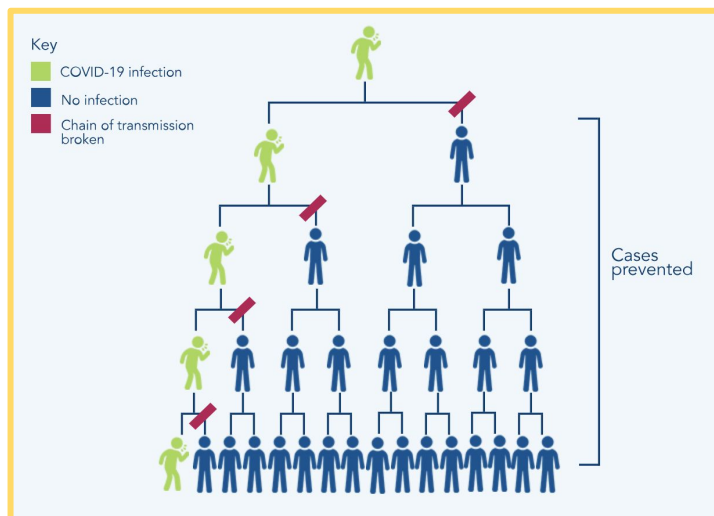 Key
COVID-19 infection
No infection
Chain of transmission
broken
Cases
prevented